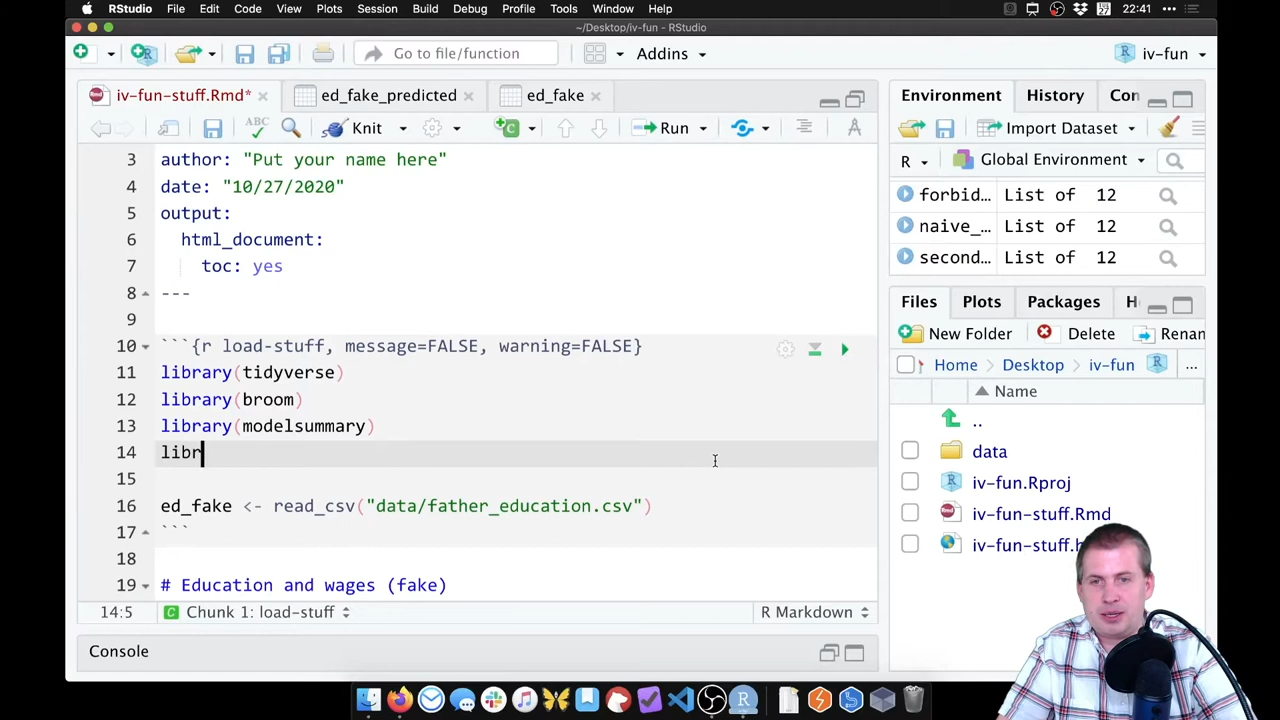 RStudio File Edit Code View Plots Session Build Debug Profile Tools Window Help 22:41
~/Desktop/iv-fun - RStudio
Go to file/function Addins iv-fun
iv-fun-stuff.Rmd* ed_fake_predicted ed_fake
ABC Knit Run
3 author: "Put your name here"
4 date: "10/27/2020"
5 output:
6 html_document:
7 toc: yes
8 ---
9
10 ```{r load-stuff, message=FALSE, warning=FALSE}
11 library(tidyverse)
12 library(broom)
13 library(modelsummary)
14 libr
15
16 ed_fake <- read_csv("data/father_education.csv")
17 ```
18
19 # Education and wages (fake)
14:5 Chunk 1: load-stuff R Markdown
Console
Environment History Con
Import Dataset
R Global Environment
forbid… List of 12
naive_… List of 12
second… List of 12
Files Plots Packages H
New Folder Delete Renan
Home Desktop iv-fun ...
Name
..
data
iv-fun.Rproj
iv-fun-stuff.Rmd
iv-fun-stuff.h